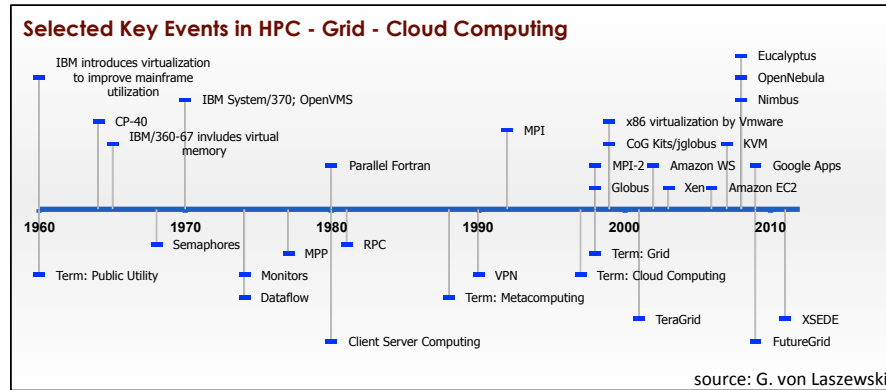 Selected Key Events in HPC - Grid - Cloud Computing
IBM introduces virtualization
to improve mainframe
utilization
Eucalyptus
OpenNebula
IBM System/370; OpenVMS
Nimbus
CP-40
x86 virtualization by Vmware
IBM/360-67 invludes virtual
memory
MPI
CoG Kits/jglobus
KVM
Parallel Fortran
MPI-2
Amazon WS
Google Apps
Globus
Xen
Amazon EC2
1960
1970
1980
1990
2000
2010
Semaphores
MPP
RPC
Term: Grid
Term: Public Utility
Monitors
VPN
Term: Cloud Computing
Dataflow
Term: Metacomputing
TeraGrid
XSEDE
Client Server Computing
FutureGrid
source: G. von Laszewski